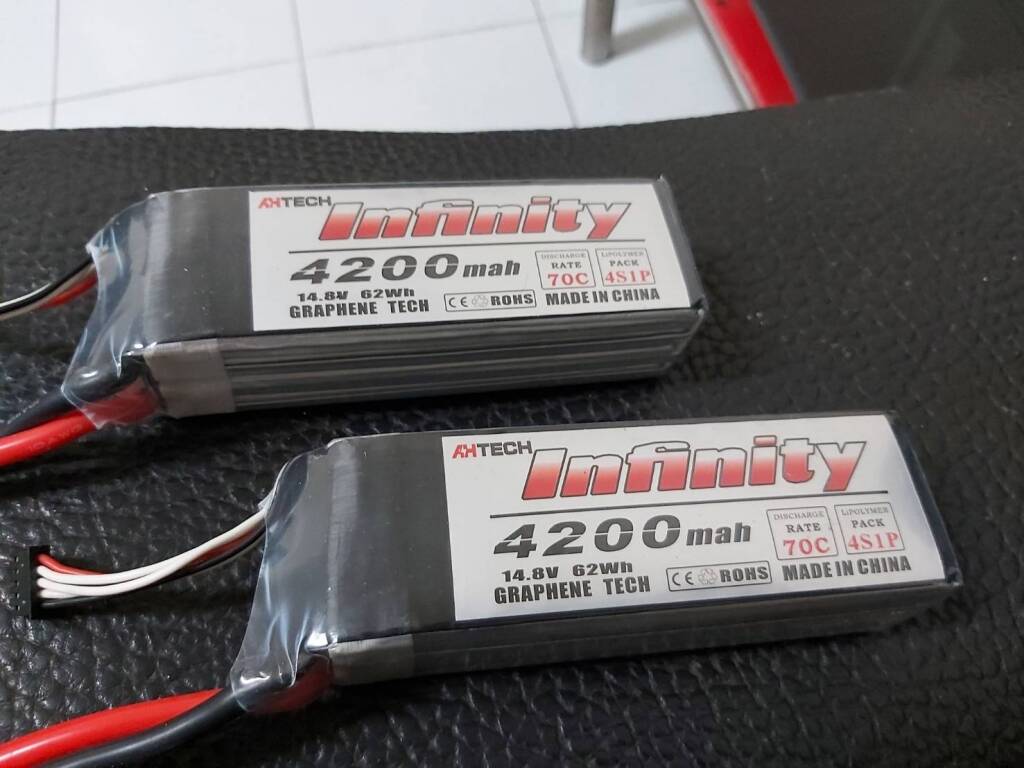 AHTECH Infinity
4200mah
DISCHARGE RATE 70C
LIPOLYMER PACK 4S1P
14.8V 62Wh
GRAPHENE TECH
CE ROHS
MADE IN CHINA
AHTECH Infinity
4200mah
DISCHARGE RATE 70C
LIPOLYMER PACK 4S1P
14.8V 62Wh
GRAPHENE TECH
CE ROHS
MADE IN CHINA